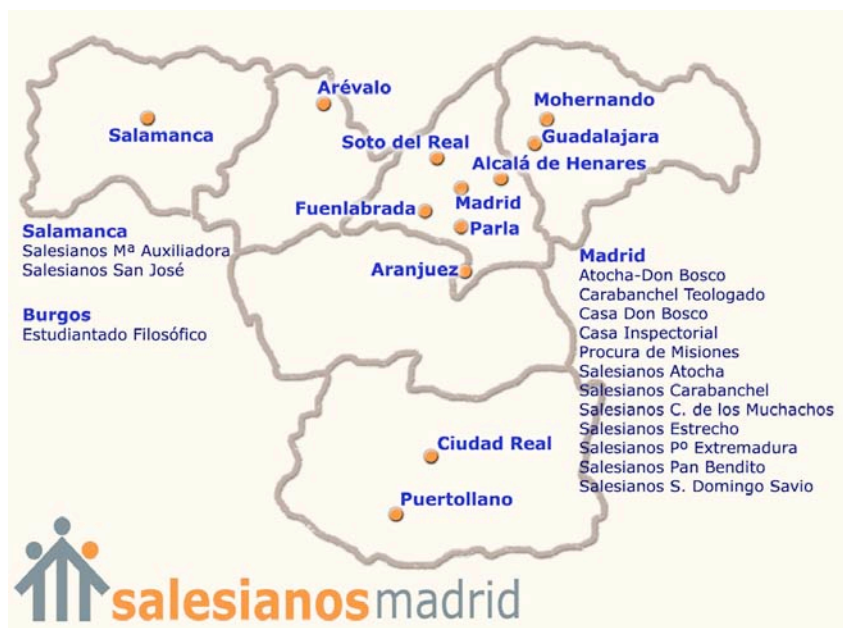 Arévalo
Mohernando
Salamanca
Guadalajara
Soto del Real
Alcalá de Henares
Madrid
Fuenlabrada
Parla
Aranjuez
Salamanca
Salesianos Mª Auxiliadora
Salesianos San José
Burgos
Estudiantado Filosófico
Madrid
Atocha-Don Bosco
Carabanchel Teologado
Casa Don Bosco
Casa Inspectorial
Procura de Misiones
Salesianos Atocha
Salesianos Carabanchel
Salesianos C. de los Muchachos
Salesianos Estrecho
Salesianos Pº Extremadura
Salesianos Pan Bendito
Salesianos S. Domingo Savio
Ciudad Real
Puertollano
salesianosmadrid